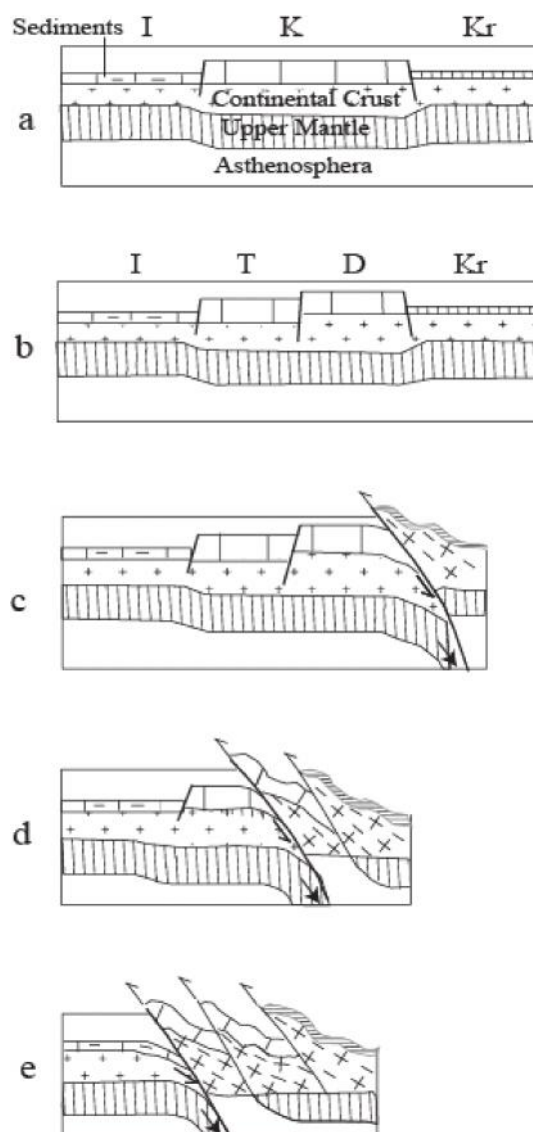 Sediments I K Kr
Continental Crust
a
Upper Mantle
Asthenosphera
I T D Kr
b
c
d
e